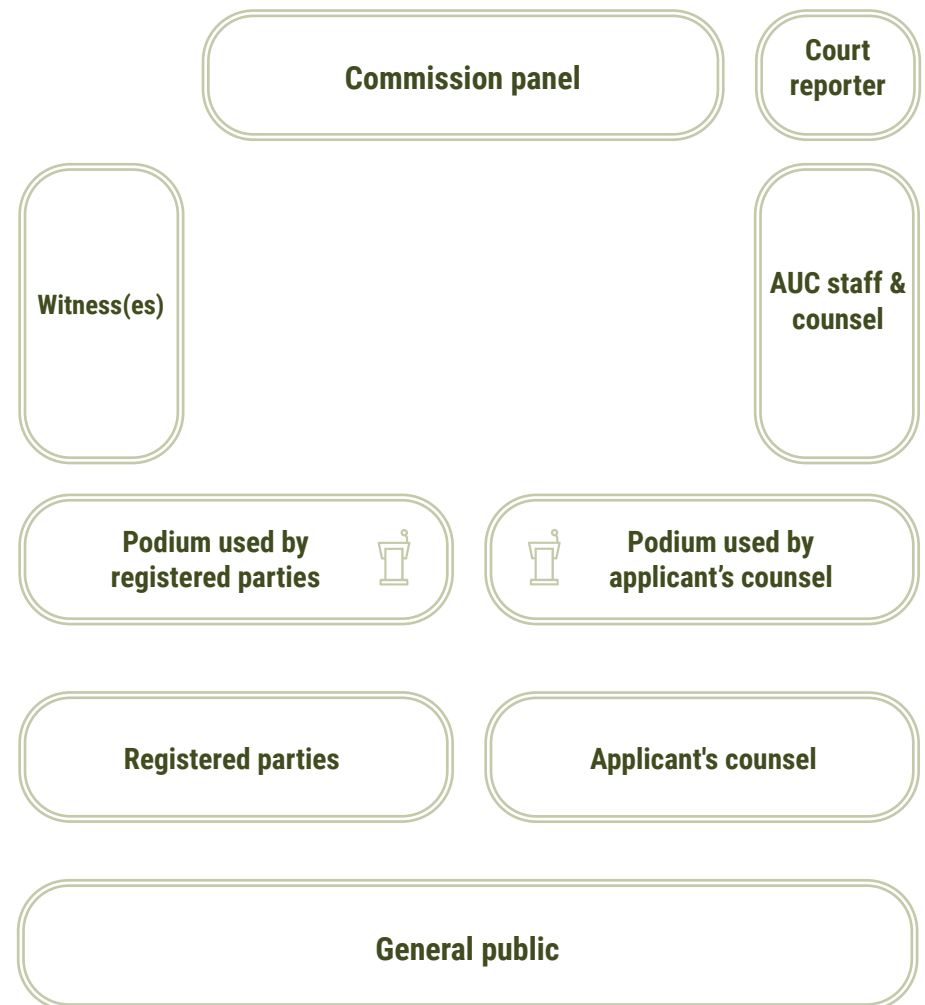 Commission panel
Court
reporter
Witness(es)
AUC staff &
counsel
Podium used by
registered parties
Podium used by
applicant’s counsel
Registered parties
Applicant's counsel
General public